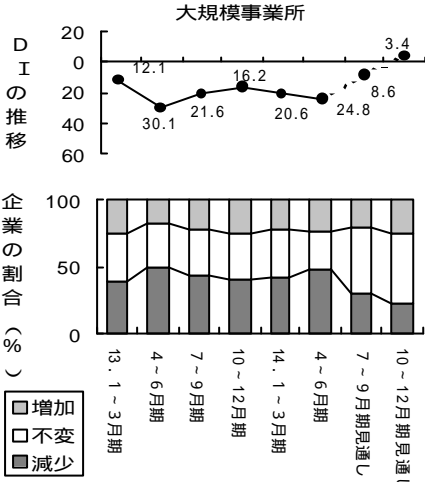 大規模事業所
DIの推移
20
0
20
40
60
12.1
30.1
21.6
16.2
20.6
24.8
8.6
3.4
企業の割合(%)
100
50
0
13.1~3月期
4~6月期
7~9月期
10~12月期
14.1~3月期
4~6月期
7~9月期見通し
10~12月期見通し
増加
不変
減少